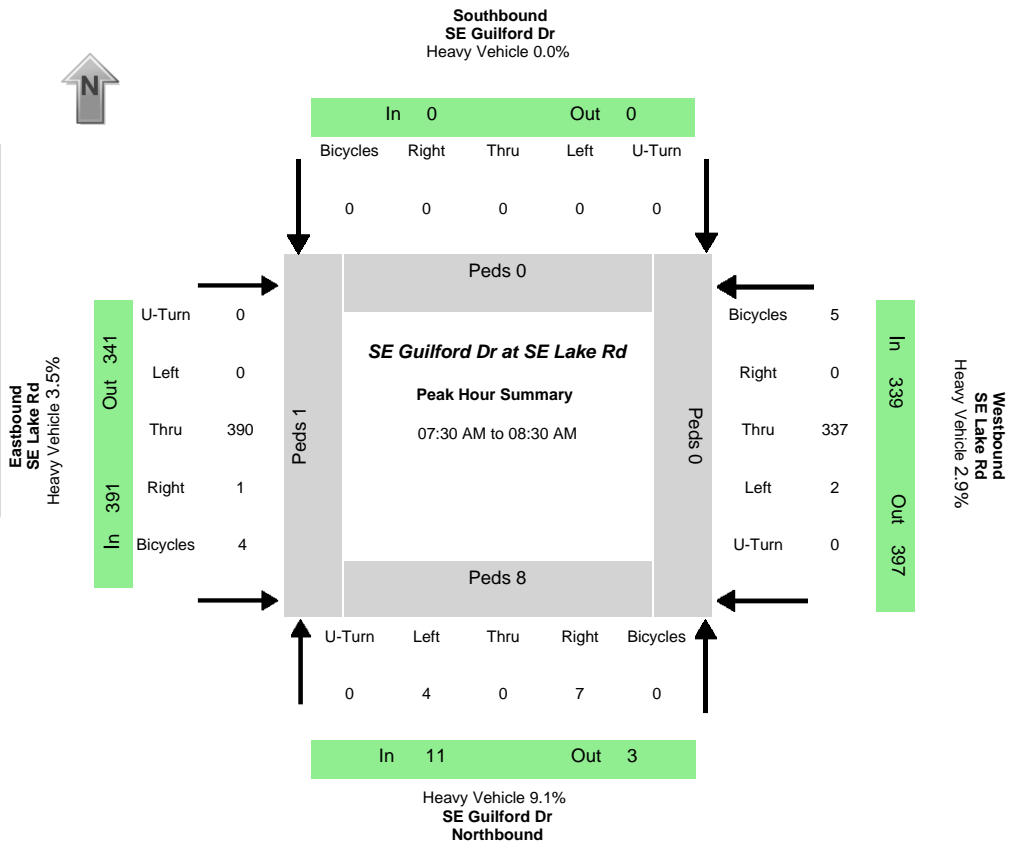 Southbound
SE Guilford Dr
Heavy Vehicle 0.0%
N
In 0 Out 0
Bicycles Right Thru Left U-Turn
0 0 0 0 0
Peds 0
U-Turn 0
Left 0
Thru 390
Right 1
Bicycles 4
Eastbound
SE Lake Rd
Heavy Vehicle 3.5%
In 391 Out 341
Peds 1
SE Guilford Dr at SE Lake Rd
Peak Hour Summary
07:30 AM to 08:30 AM
Peds 0
Bicycles 5
Right 0
Thru 337
Left 2
U-Turn 0
In 339 Out 397
Westbound
SE Lake Rd
Heavy Vehicle 2.9%
Peds 8
U-Turn Left Thru Right Bicycles
0 4 0 7 0
In 11 Out 3
Heavy Vehicle 9.1%
SE Guilford Dr
Northbound